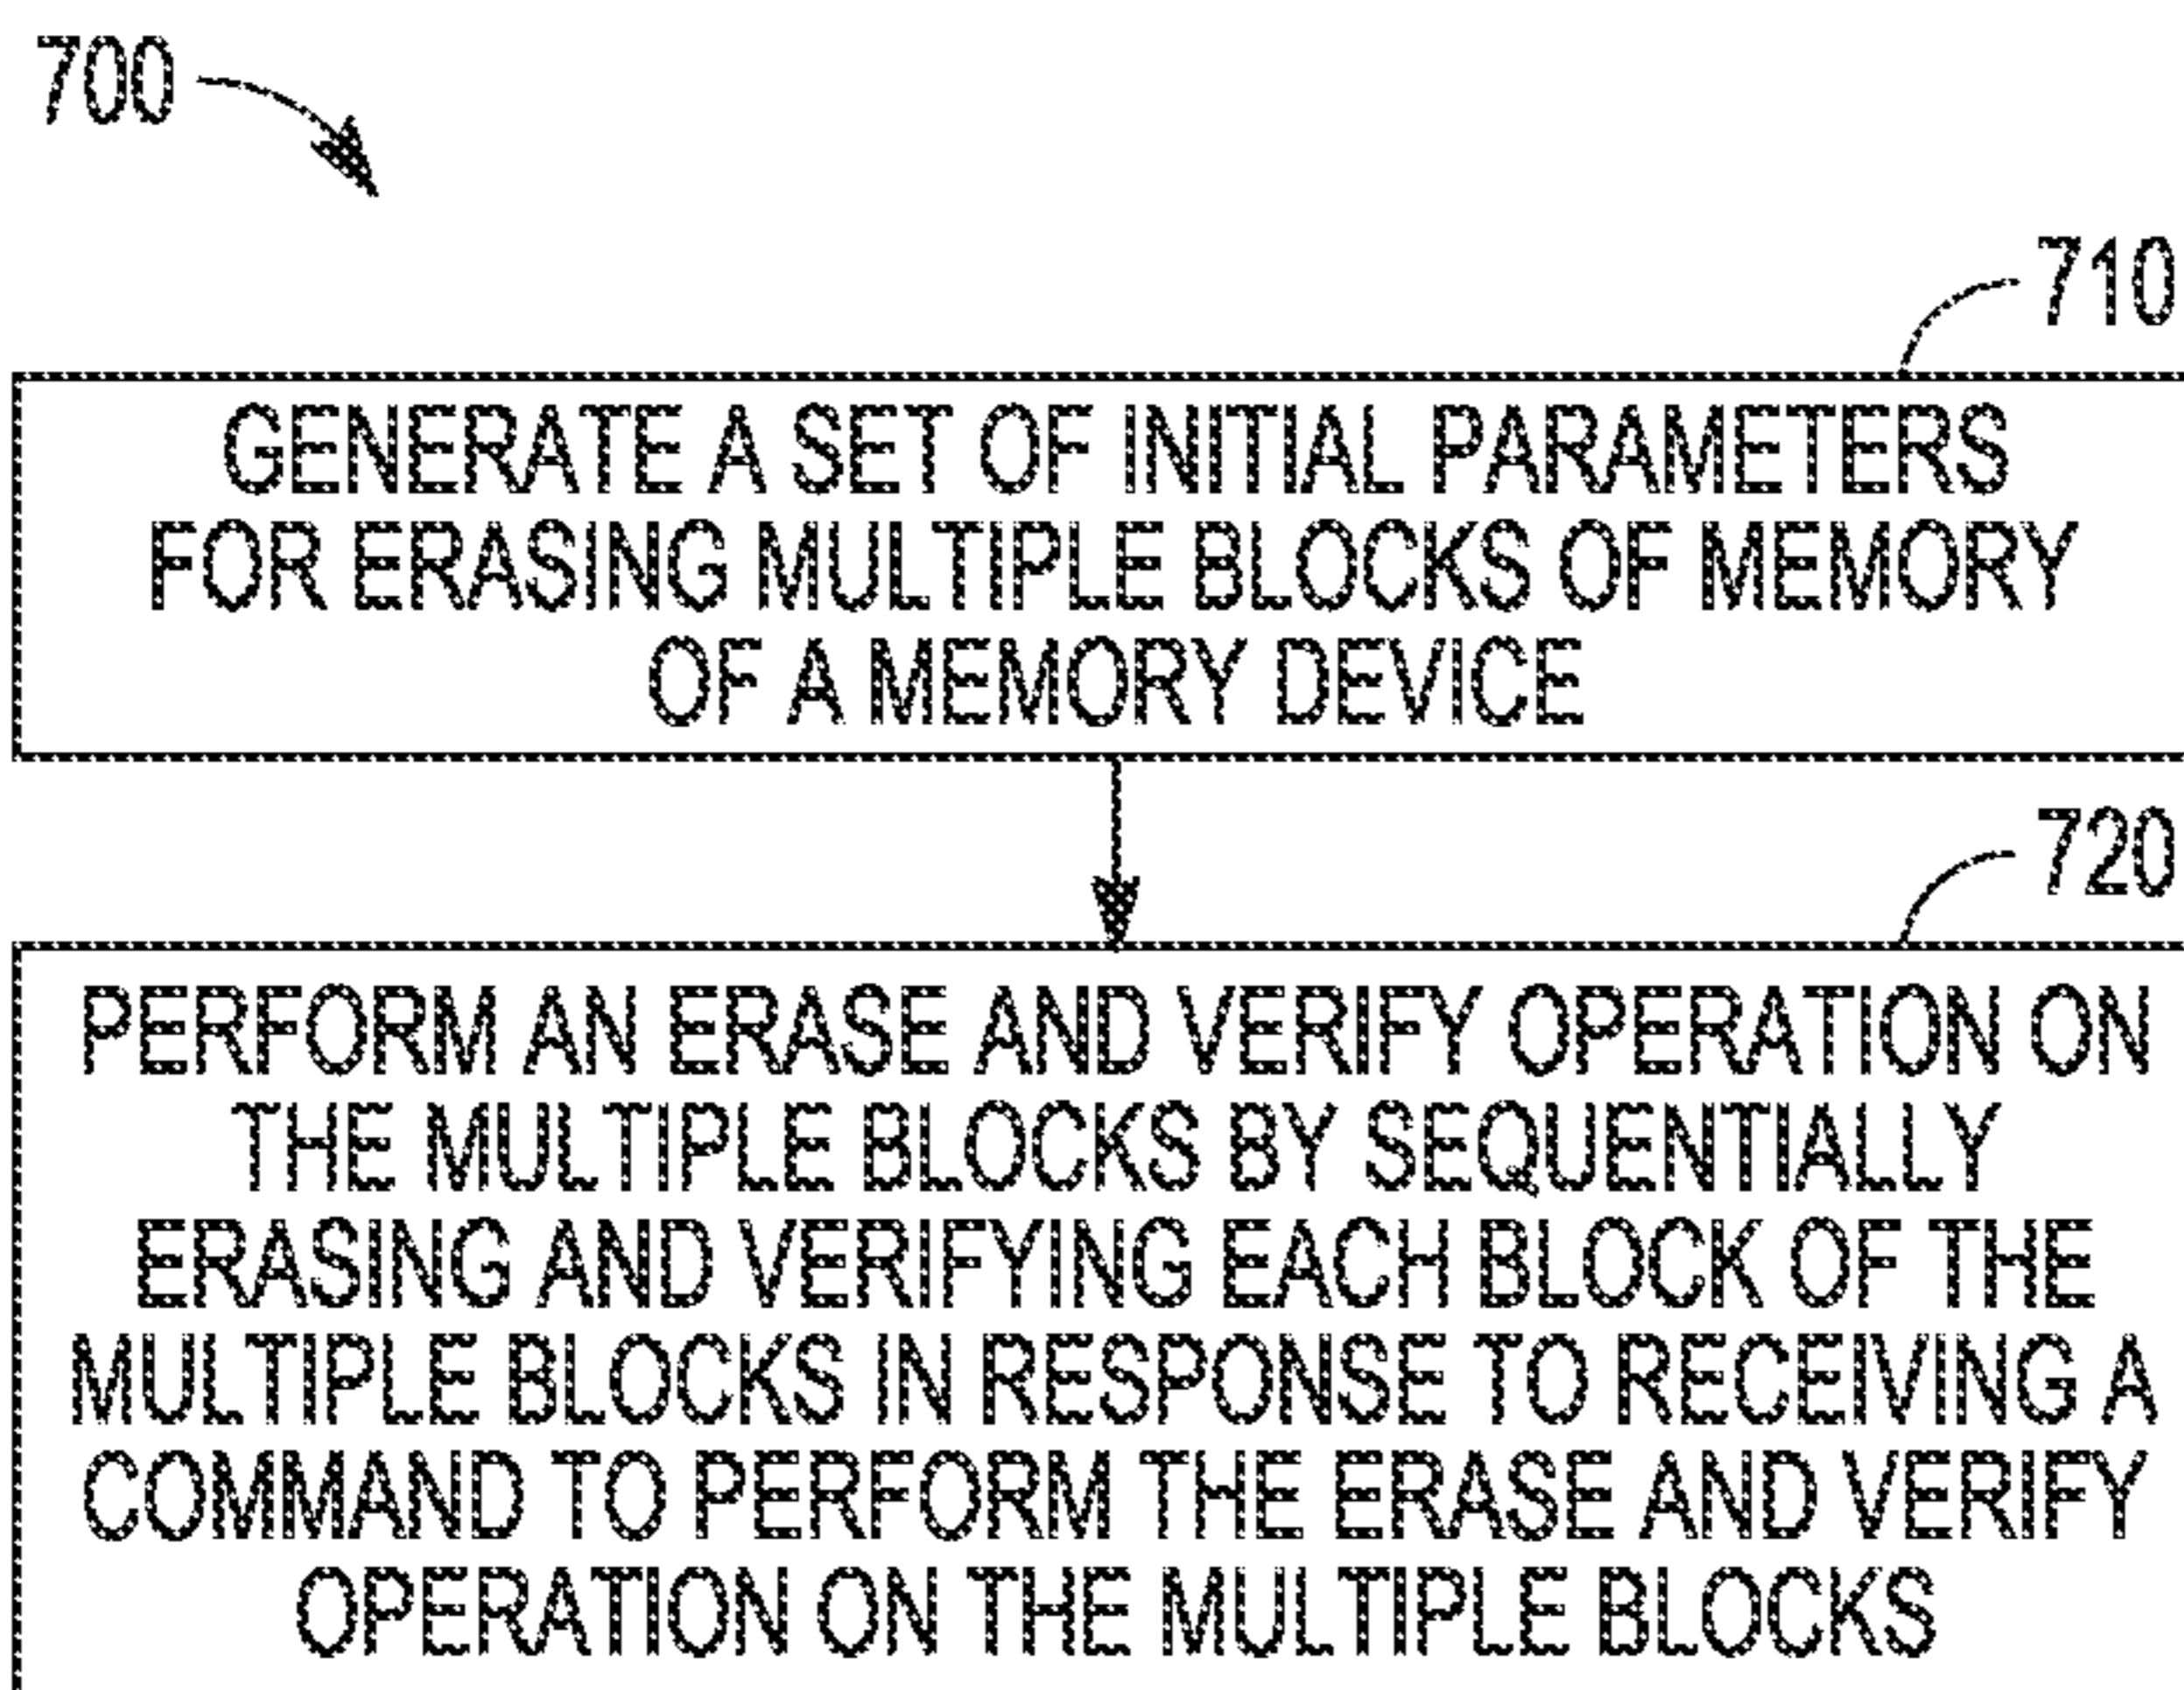 700
710
GENERATE A SET OF INITIAL PARAMETERS
FOR ERASING MULTIPLE BLOCKS OF MEMORY
OF A MEMORY DEVICE
720
PERFORM AN ERASE AND VERIFY OPERATION ON
THE MULTIPLE BLOCKS BY SEQUENTIALLY
ERASING AND VERIFYING EACH BLOCK OF THE
MULTIPLE BLOCKS IN RESPONSE TO RECEIVING A
COMMAND TO PERFORM THE ERASE AND VERIFY
OPERATION ON THE MULTIPLE BLOCKS